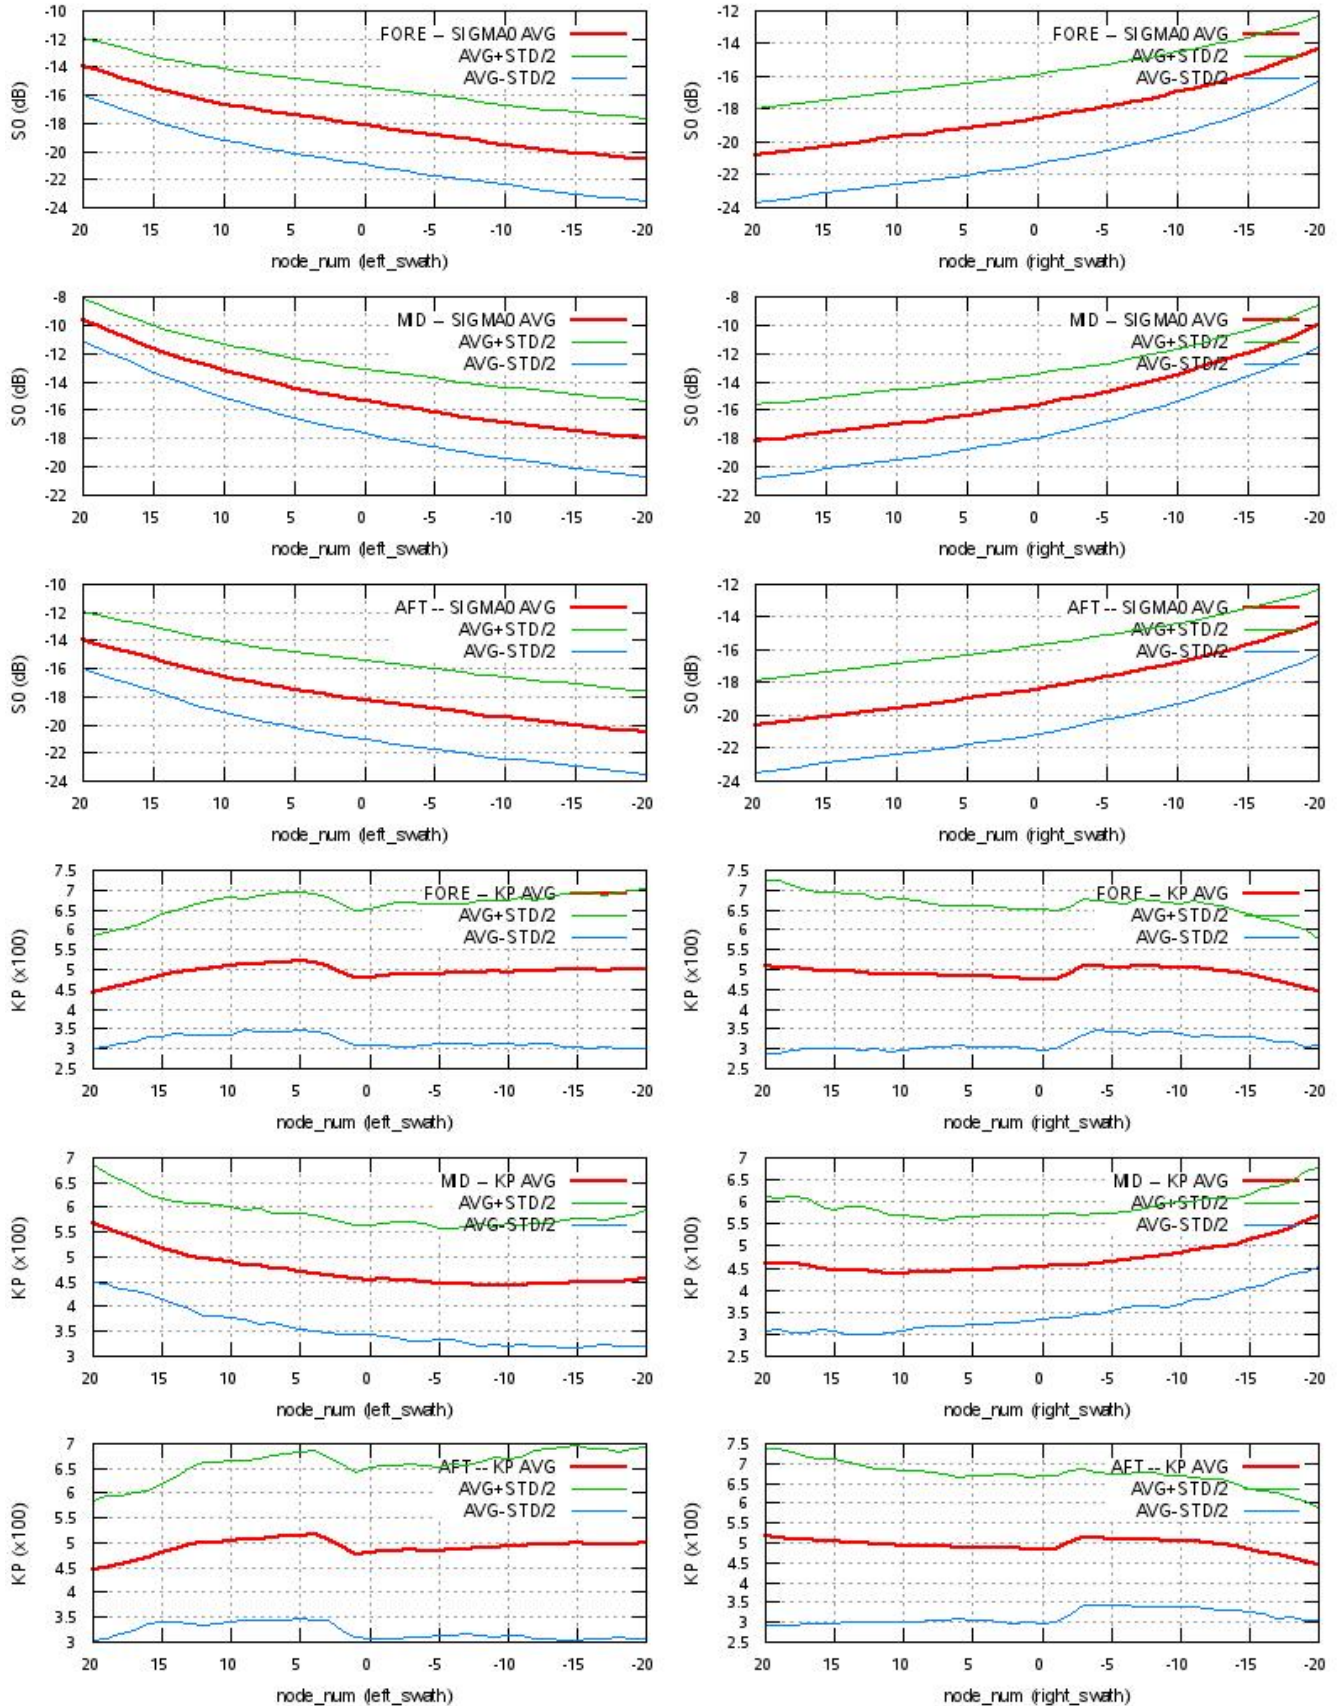 -10
-12
-14
-16
-18
-20
-22
-24
S0 (dB)
FORE -- SIGMA0 AVG
AVG+STD/2
AVG-STD/2
20 15 10 5 0 -5 -10 -15 -20
node_num (left_swath)
-12
-14
-16
-18
-20
-22
-24
S0 (dB)
FORE -- SIGMA0 AVG
AVG+STD/2
AVG-STD/2
20 15 10 5 0 -5 -10 -15 -20
node_num (right_swath)
-8
-10
-12
-14
-16
-18
-20
-22
S0 (dB)
MID -- SIGMA0 AVG
AVG+STD/2
AVG-STD/2
20 15 10 5 0 -5 -10 -15 -20
node_num (left_swath)
-8
-10
-12
-14
-16
-18
-20
-22
S0 (dB)
MID -- SIGMA0 AVG
AVG+STD/2
AVG-STD/2
20 15 10 5 0 -5 -10 -15 -20
node_num (right_swath)
-10
-12
-14
-16
-18
-20
-22
-24
S0 (dB)
AFT -- SIGMA0 AVG
AVG+STD/2
AVG-STD/2
20 15 10 5 0 -5 -10 -15 -20
node_num (left_swath)
-12
-14
-16
-18
-20
-22
-24
S0 (dB)
AFT -- SIGMA0 AVG
AVG+STD/2
AVG-STD/2
20 15 10 5 0 -5 -10 -15 -20
node_num (right_swath)
7.5
7
6.5
6
5.5
5
4.5
4
3.5
3
2.5
KP (x100)
FORE -- KP AVG
AVG+STD/2
AVG-STD/2
20 15 10 5 0 -5 -10 -15 -20
node_num (left_swath)
7.5
7
6.5
6
5.5
5
4.5
4
3.5
3
2.5
KP (x100)
FORE -- KP AVG
AVG+STD/2
AVG-STD/2
20 15 10 5 0 -5 -10 -15 -20
node_num (right_swath)
7
6.5
6
5.5
5
4.5
4
3.5
3
KP (x100)
MID -- KP AVG
AVG+STD/2
AVG-STD/2
20 15 10 5 0 -5 -10 -15 -20
node_num (left_swath)
7
6.5
6
5.5
5
4.5
4
3.5
3
2.5
KP (x100)
MID -- KP AVG
AVG+STD/2
AVG-STD/2
20 15 10 5 0 -5 -10 -15 -20
node_num (right_swath)
7
6.5
6
5.5
5
4.5
4
3.5
3
KP (x100)
AFT -- KP AVG
AVG+STD/2
AVG-STD/2
20 15 10 5 0 -5 -10 -15 -20
node_num (left_swath)
7.5
7
6.5
6
5.5
5
4.5
4
3.5
3
2.5
KP (x100)
AFT -- KP AVG
AVG+STD/2
AVG-STD/2
20 15 10 5 0 -5 -10 -15 -20
node_num (right_swath)